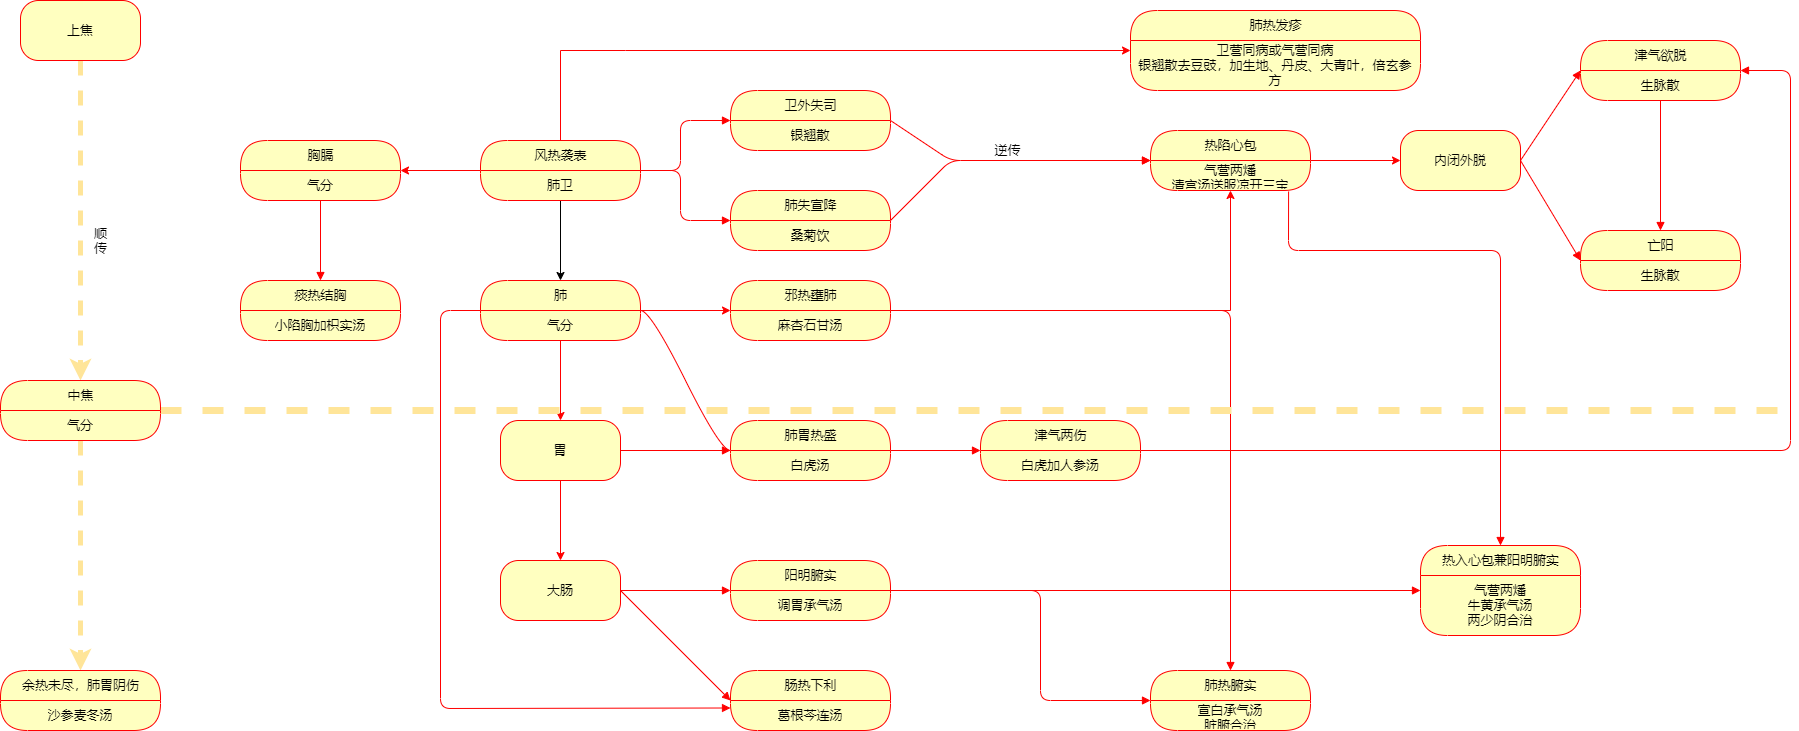 上焦
肺热发疹
卫营同病或气营同病
银翘散去豆豉，加生地、丹皮、大青叶，倍玄参
方
津气欲脱
生脉散
卫外失司
银翘散
胸膈
气分
风热袭表
肺卫
逆传
热陷心包
气营两燔
清宫汤送服凉开三宝
内闭外脱
肺失宣降
桑菊饮
顺
传
亡阳
生脉散
痰热结胸
小陷胸加枳实汤
肺
气分
邪热壅肺
麻杏石甘汤
中焦
气分
胃
肺胃热盛
白虎汤
津气两伤
白虎加人参汤
大肠
阳明腑实
调胃承气汤
热入心包兼阳明腑实
气营两燔
牛黄承气汤
两少阴合治
余热未尽，肺胃阴伤
沙参麦冬汤
肠热下利
葛根芩连汤
肺热腑实
宣白承气汤
脏腑合治